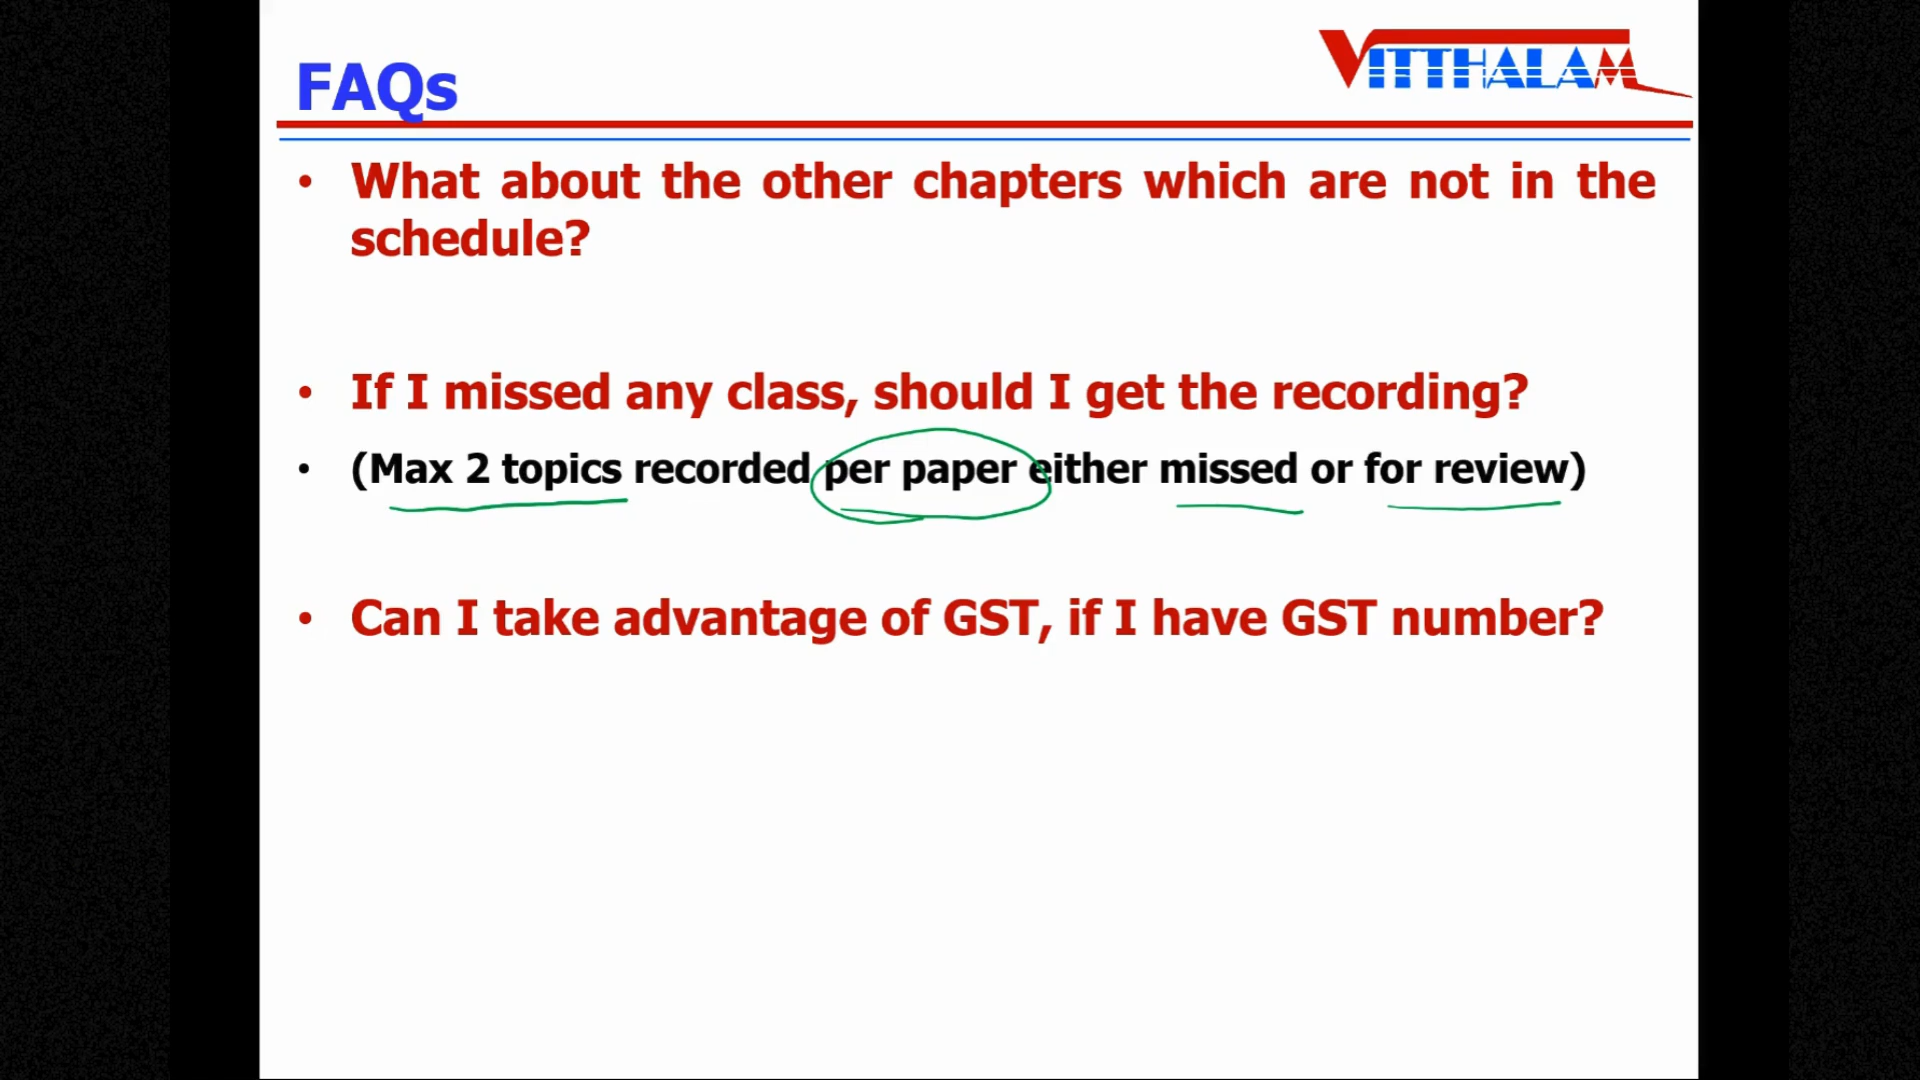 VITTHALAM
FAQs
• What about the other chapters which are not in the
schedule?
• If I missed any class, should I get the recording?
• (Max 2 topics recorded per paper either missed or for review)
• Can I take advantage of GST, if I have GST number?